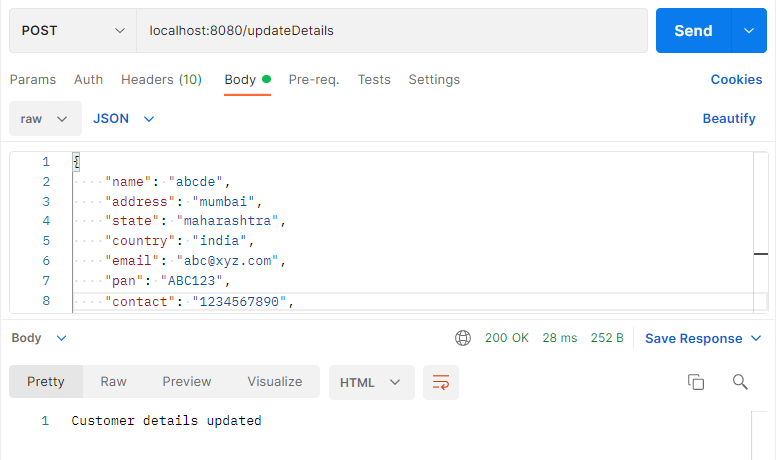 POST localhost:8080/updateDetails Send
Params Auth Headers (10) Body Pre-req. Tests Settings Cookies
raw JSON Beautify
1 {
2 "name": "abcde",
3 "address": "mumbai",
4 "state": "maharashtra",
5 "country": "india",
6 "email": "abc@xyz.com",
7 "pan": "ABC123",
8 "contact": "1234567890",
Body 200 OK 28 ms 252 B Save Response
Pretty Raw Preview Visualize HTML
1 Customer details updated